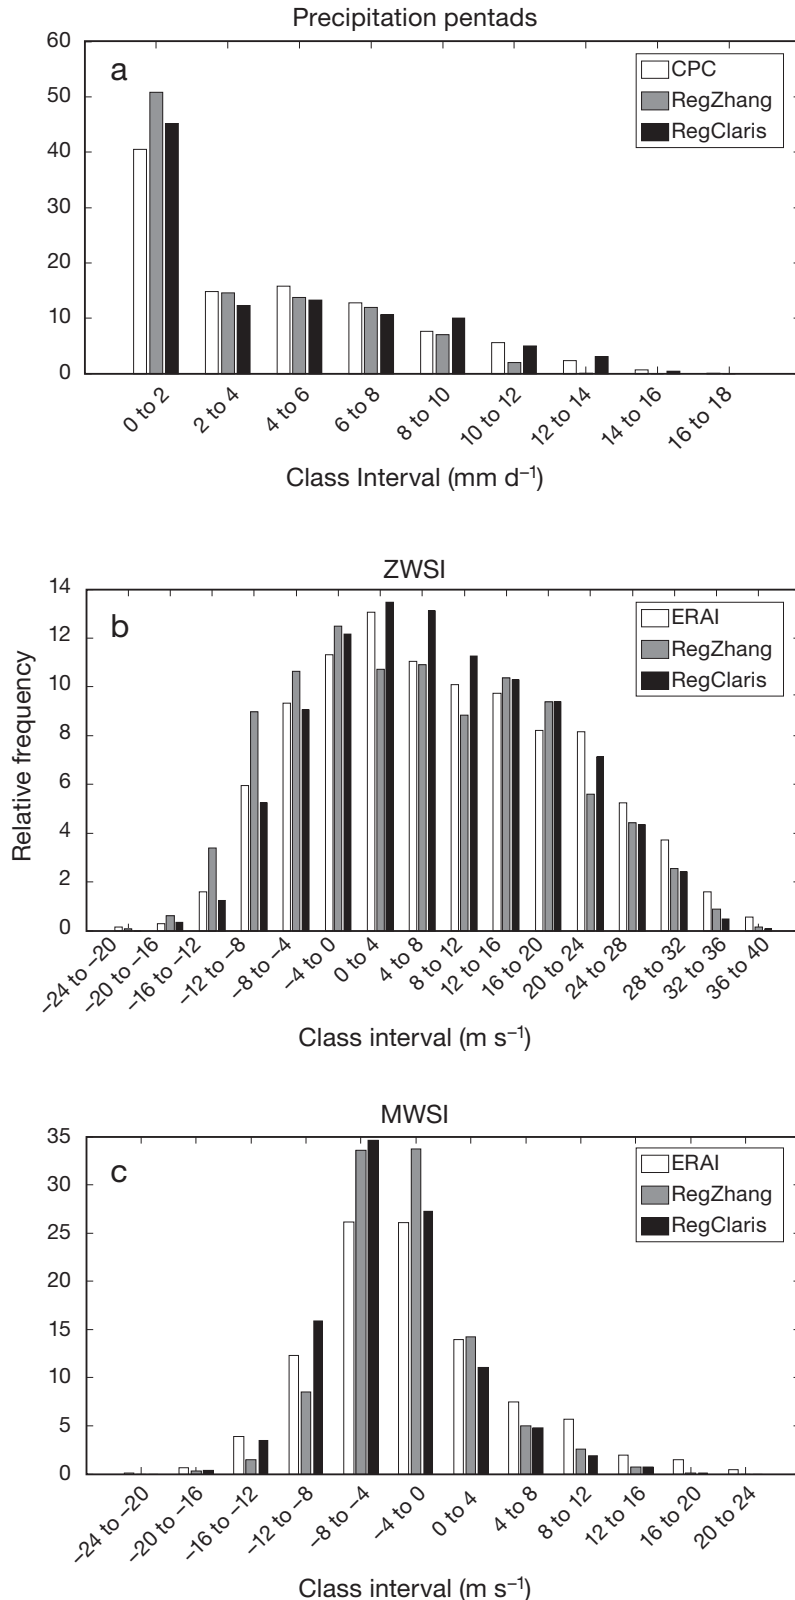 Precipitation pentads
60
50
40
30
20
10
0
a
CPC
RegZhang
RegClaris
0 to 2
2 to 4
4 to 6
6 to 8
8 to 10
10 to 12
12 to 14
14 to 16
16 to 18
Class Interval (mm d⁻¹)
ZWSI
14
12
10
8
6
4
2
0
b
ERAI
RegZhang
RegClaris
Relative frequency
−24 to −20
−20 to −16
−16 to −12
−12 to −8
−8 to −4
−4 to 0
0 to 4
4 to 8
8 to 12
12 to 16
16 to 20
20 to 24
24 to 28
28 to 32
32 to 36
36 to 40
Class interval (m s⁻¹)
MWSI
35
30
25
20
15
10
5
0
c
ERAI
RegZhang
RegClaris
−24 to −20
−20 to −16
−16 to −12
−12 to −8
−8 to −4
−4 to 0
0 to 4
4 to 8
8 to 12
12 to 16
16 to 20
20 to 24
Class interval (m s⁻¹)